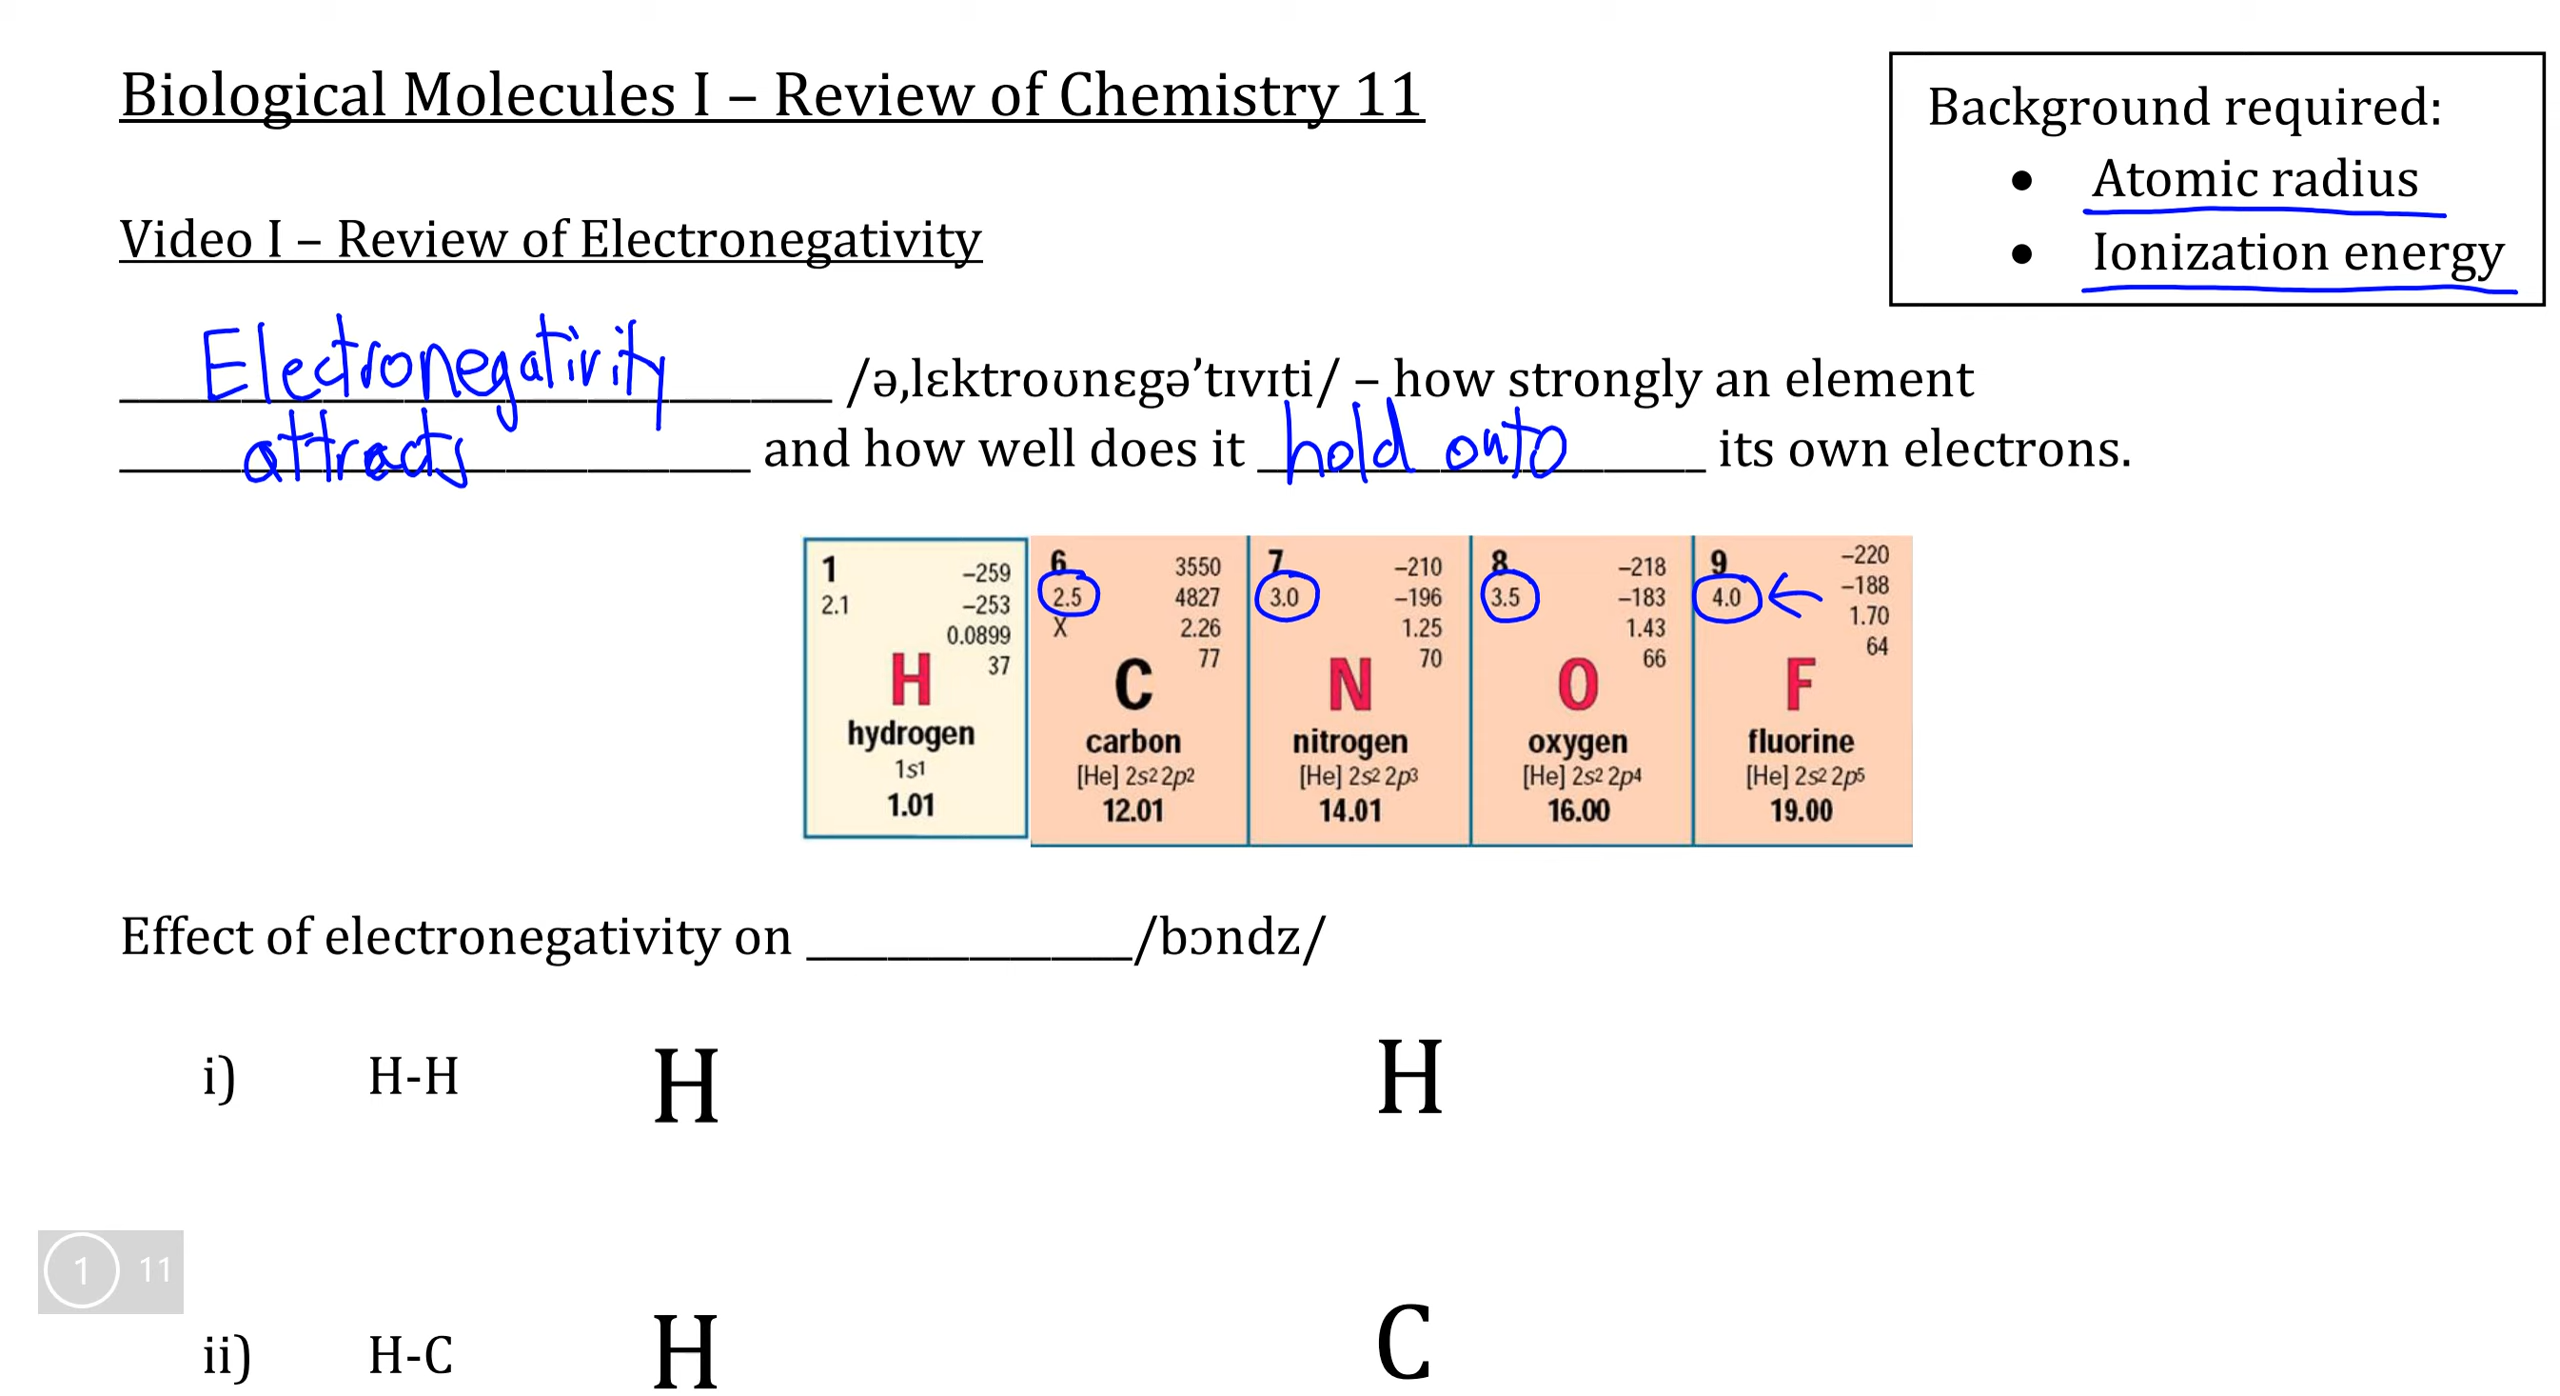 Biological Molecules I – Review of Chemistry 11
Background required:
• Atomic radius
• Ionization energy
Video I – Review of Electronegativity
Electronegativity /ə,lɛktroʊnɛgə’tɪvɪti/ – how strongly an element
attracts and how well does it hold onto its own electrons.
1 -259
2.1 -253
0.0899
37
H
hydrogen
1s1
1.01
6 3550
2.5 4827
X 2.26
77
C
carbon
[He] 2s2 2p2
12.01
7 -210
3.0 -196
1.25
70
N
nitrogen
[He] 2s2 2p3
14.01
8 -218
3.5 -183
1.43
66
O
oxygen
[He] 2s2 2p4
16.00
9 -220
4.0 -188
1.70
64
F
fluorine
[He] 2s2 2p5
19.00
Effect of electronegativity on ____________/bɔndz/
i) H-H H H
1 11
ii) H-C H C